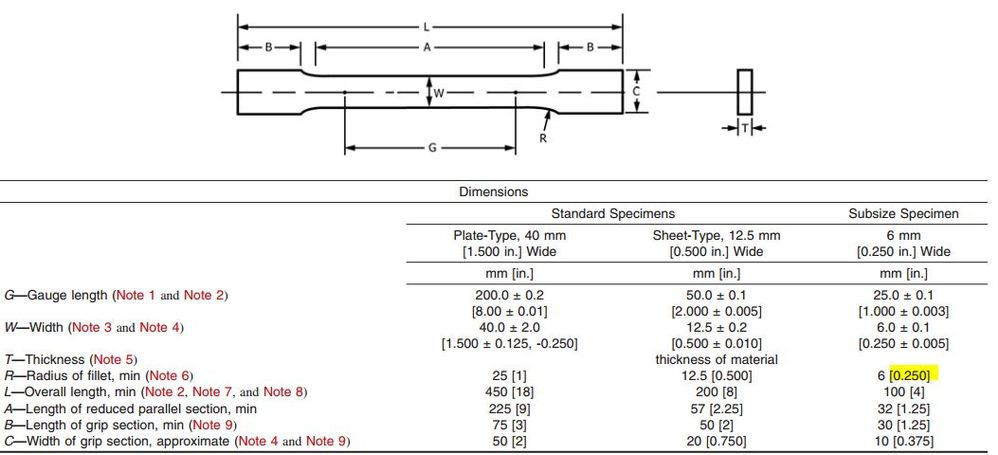 L
B
A
B
W
C
T
R
G
Dimensions
Standard Specimens Subsize Specimen
Plate-Type, 40 mm Sheet-Type, 12.5 mm 6 mm
[1.500 in.] Wide [0.500 in.] Wide [0.250 in.] Wide
mm [in.] mm [in.] mm [in.]
G—Gauge length (Note 1 and Note 2) 200.0 ± 0.2 50.0 ± 0.1 25.0 ± 0.1
[8.00 ± 0.01] [2.000 ± 0.005] [1.000 ± 0.003]
W—Width (Note 3 and Note 4) 40.0 ± 2.0 12.5 ± 0.2 6.0 ± 0.1
[1.500 ± 0.125, -0.250] [0.500 ± 0.010] [0.250 ± 0.005]
T—Thickness (Note 5) thickness of material
R—Radius of fillet, min (Note 6) 25 [1] 12.5 [0.500] 6 [0.250]
L—Overall length, min (Note 2, Note 7, and Note 8) 450 [18] 200 [8] 100 [4]
A—Length of reduced parallel section, min 225 [9] 57 [2.25] 32 [1.25]
B—Length of grip section, min (Note 9) 75 [3] 50 [2] 30 [1.25]
C—Width of grip section, approximate (Note 4 and Note 9) 50 [2] 20 [0.750] 10 [0.375]